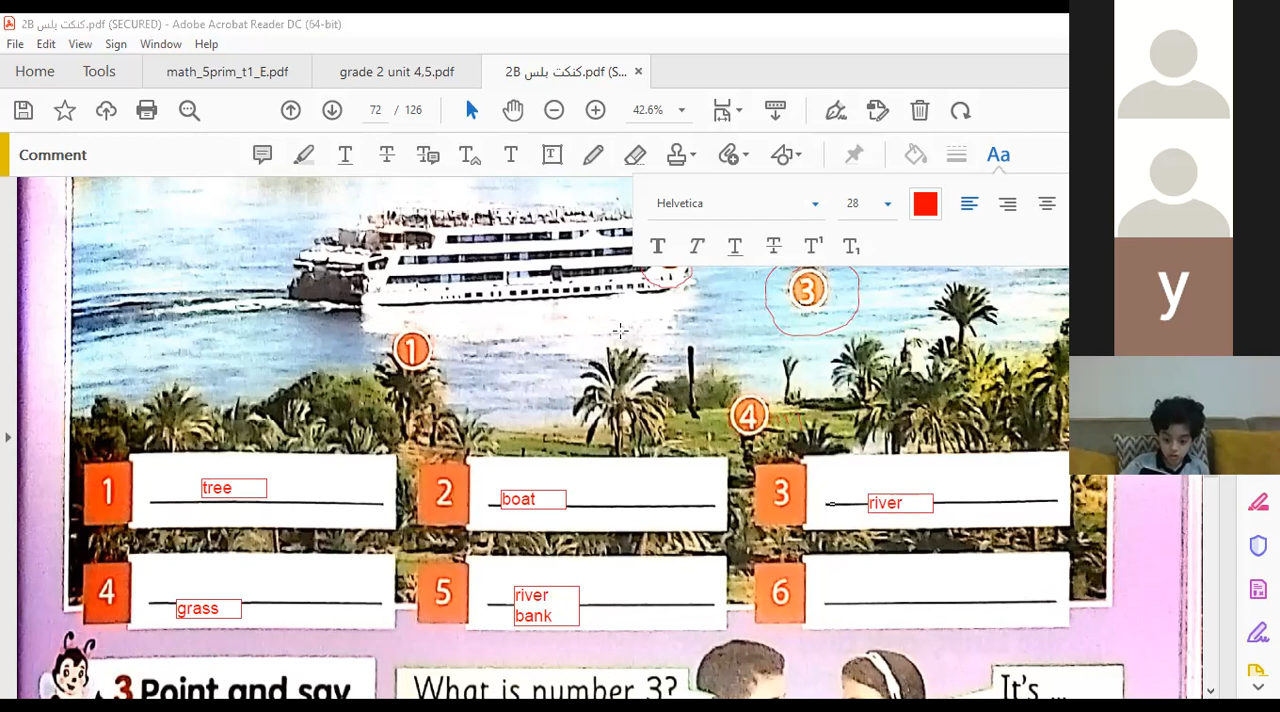 2B كنكت بلس.pdf (SECURED) - Adobe Acrobat Reader DC (64-bit)
File Edit View Sign Window Help
Home Tools math_5prim_t1_E.pdf grade 2 unit 4,5.pdf 2B كنكت بلس.pdf (S... ×
72 / 126 42.6%
Comment Aa
Helvetica 28
T T T T T¹ T₁
3
1
4
1 tree 2 boat 3 river
4 grass 5 river
bank 6
3 Point and say
What is number 3?
It's ...
y